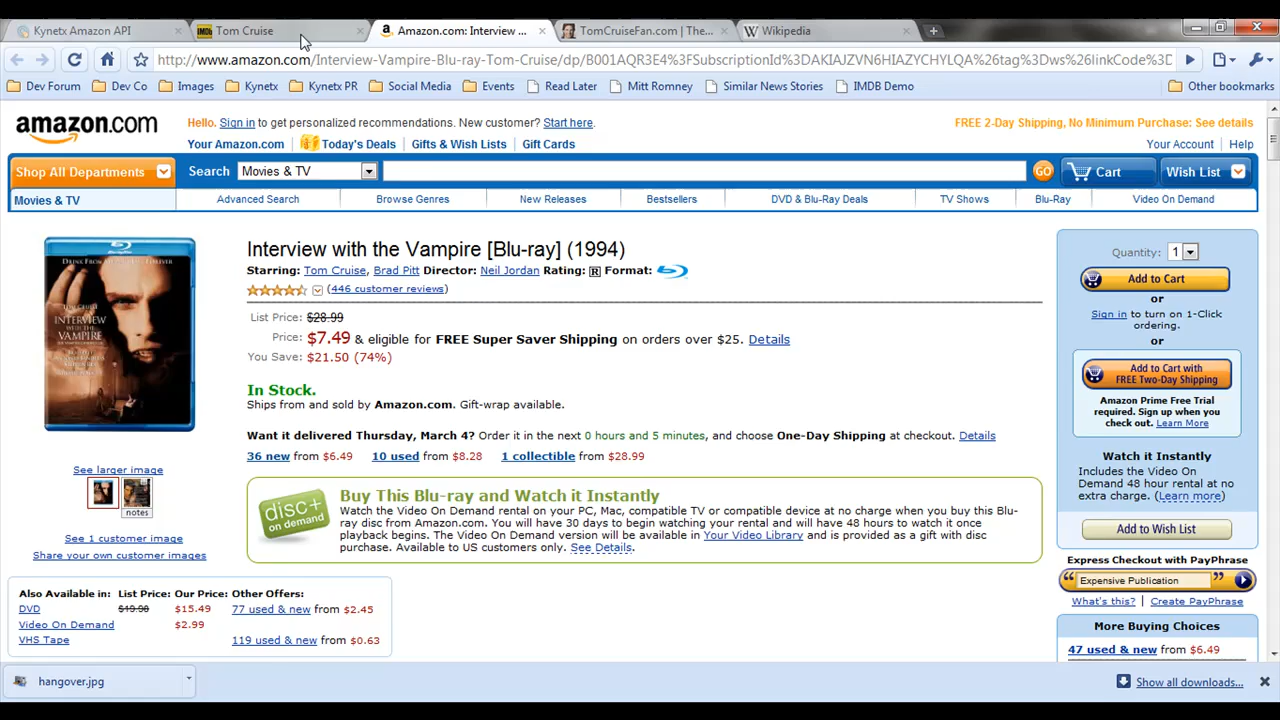 Kynetx Amazon API
IMDb Tom Cruise
Amazon.com: Interview ...
TomCruiseFan.com | The...
W Wikipedia
http://www.amazon.com/Interview-Vampire-Blu-ray-Tom-Cruise/dp/B001AQR3E4%3FSubscriptionId%3DAKIAJZVN6HIAZYCHYLQA%26tag%3Dws%26linkCode%3D
Dev Forum
Dev Co
Images
Kynetx
Kynetx PR
Social Media
Events
Read Later
Mitt Romney
Similar News Stories
IMDB Demo
Other bookmarks
amazon.com
Hello. Sign in to get personalized recommendations. New customer? Start here.
FREE 2-Day Shipping, No Minimum Purchase: See details
Your Amazon.com
Today's Deals
Gifts & Wish Lists
Gift Cards
Your Account
Help
Shop All Departments
Search
Movies & TV
GO
Cart
Wish List
Movies & TV
Advanced Search
Browse Genres
New Releases
Bestsellers
DVD & Blu-Ray Deals
TV Shows
Blu-Ray
Video On Demand
DRINK FROM ME AND LIVE FOREVER
TOM CRUISE
INTERVIEW
WITH THE
VAMPIRE
See larger image
notes
See 1 customer image
Share your own customer images
Interview with the Vampire [Blu-ray] (1994)
Starring: Tom Cruise, Brad Pitt Director: Neil Jordan Rating: R Format:
(446 customer reviews)
List Price: $28.99
Price: $7.49 & eligible for FREE Super Saver Shipping on orders over $25. Details
You Save: $21.50 (74%)
In Stock.
Ships from and sold by Amazon.com. Gift-wrap available.
Want it delivered Thursday, March 4? Order it in the next 0 hours and 5 minutes, and choose One-Day Shipping at checkout. Details
36 new from $6.49
10 used from $8.28
1 collectible from $28.99
disc+
on demand
Buy This Blu-ray and Watch it Instantly
Watch the Video On Demand rental on your PC, Mac, compatible TV or compatible device at no charge when you buy this Blu-
ray disc from Amazon.com. You will have 30 days to begin watching your rental and will have 48 hours to watch it once
playback begins. The Video On Demand version will be available in Your Video Library and is provided as a gift with disc
purchase. Available to US customers only. See Details.
Quantity: 1
Add to Cart
or
Sign in to turn on 1-Click
ordering.
or
Add to Cart with
FREE Two-Day Shipping
Amazon Prime Free Trial
required. Sign up when you
check out. Learn More
Watch it Instantly
Includes the Video On
Demand 48 hour rental at no
extra charge. (Learn more)
Add to Wish List
Express Checkout with PayPhrase
“ Expensive Publication ”
What's this? | Create PayPhrase
More Buying Choices
47 used & new from $6.49
Also Available in: List Price: Our Price: Other Offers:
DVD $19.98 $15.49 77 used & new from $2.45
Video On Demand $2.99
VHS Tape 119 used & new from $0.63
hangover.jpg
Show all downloads...